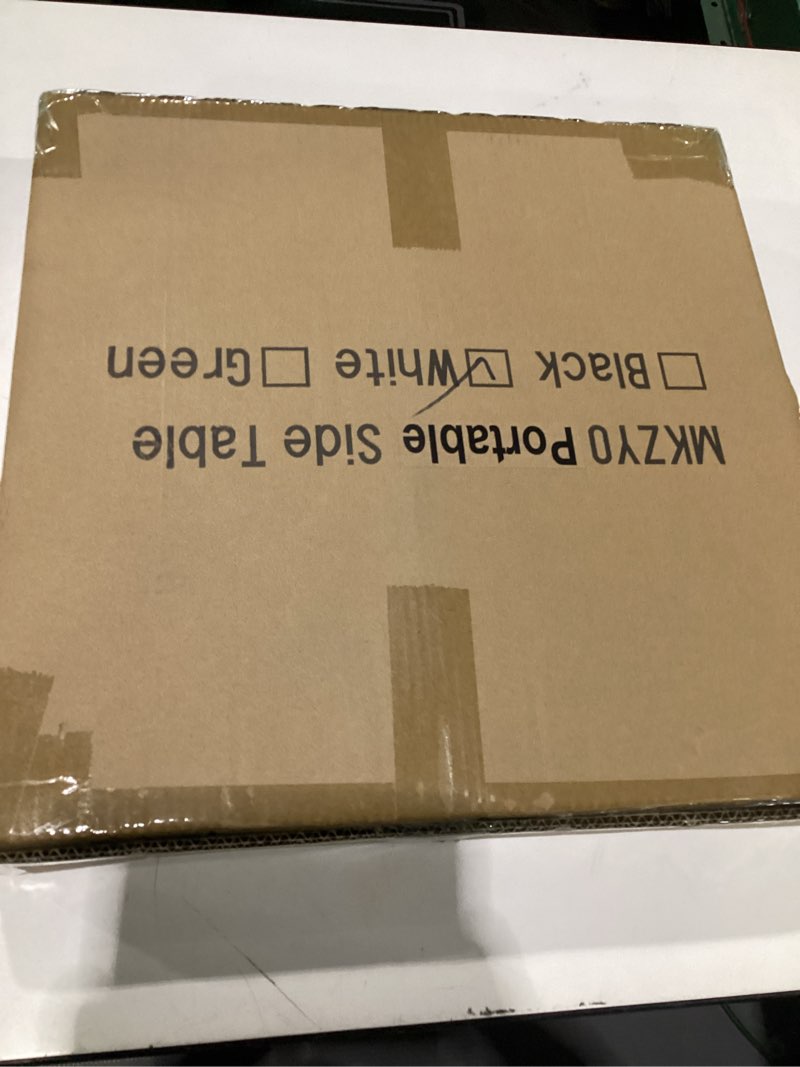 MKZYO Portable Side Table
☐ Black ☑ White ☐ Green